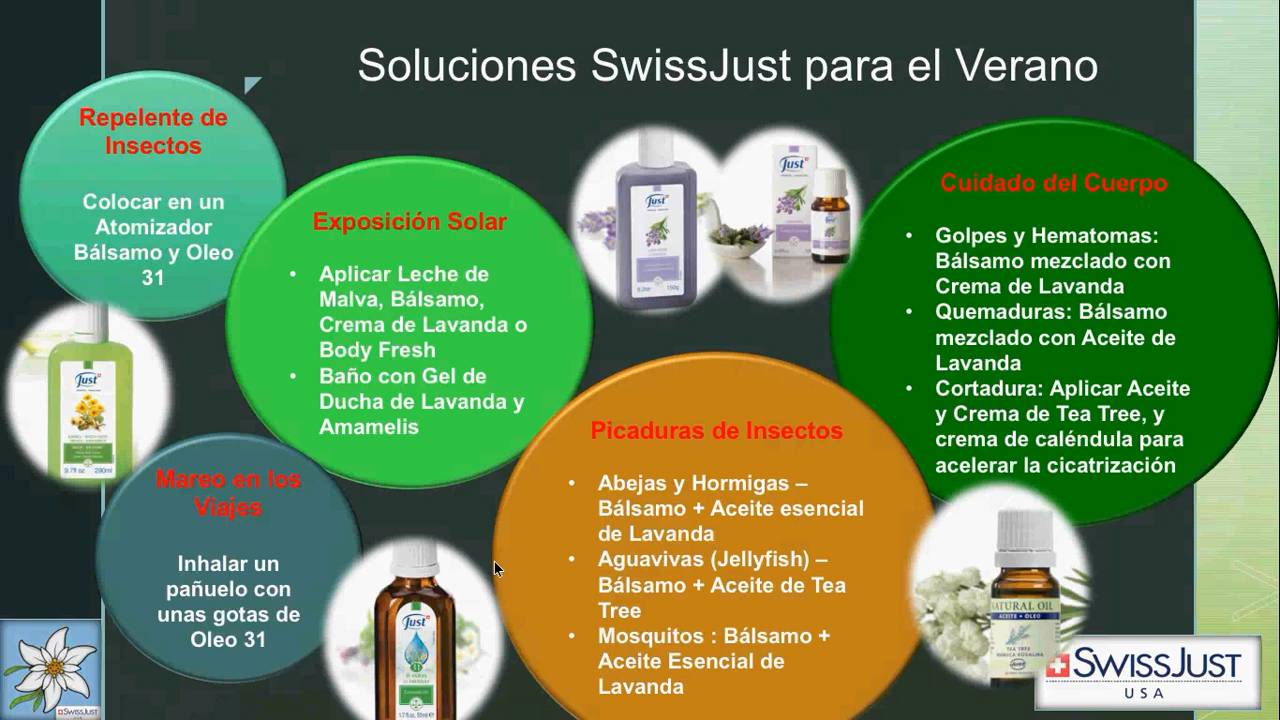 Soluciones SwissJust para el Verano
Repelente de
Insectos
Colocar en un
Atomizador
Bálsamo y Oleo
31
Exposición Solar
• Aplicar Leche de
Malva, Bálsamo,
Crema de Lavanda o
Body Fresh
• Baño con Gel de
Ducha de Lavanda y
Amamelis
Cuidado del Cuerpo
• Golpes y Hematomas:
Bálsamo mezclado con
Crema de Lavanda
• Quemaduras: Bálsamo
mezclado con Aceite de
Lavanda
• Cortadura: Aplicar Aceite
y Crema de Tea Tree, y
crema de caléndula para
acelerar la cicatrización
Mareo en los
Viajes
Inhalar un
pañuelo con
unas gotas de
Oleo 31
Picaduras de Insectos
• Abejas y Hormigas –
Bálsamo + Aceite esencial
de Lavanda
• Aguavivas (Jellyfish) –
Bálsamo + Aceite de Tea
Tree
• Mosquitos : Bálsamo +
Aceite Esencial de
Lavanda
Just
Just
Just
Just
NATURAL OIL
ACEITE • OLEO
TEA TREE
SWISSJUST
USA
SWISSJUST